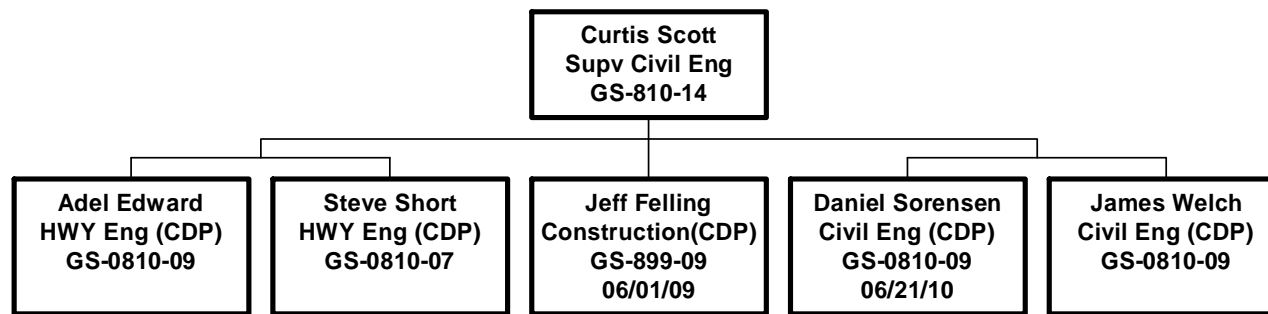 Curtis Scott
Supv Civil Eng
GS-810-14
Adel Edward
HWY Eng (CDP)
GS-0810-09
Steve Short
HWY Eng (CDP)
GS-0810-07
Jeff Felling
Construction(CDP)
GS-899-09
06/01/09
Daniel Sorensen
Civil Eng (CDP)
GS-0810-09
06/21/10
James Welch
Civil Eng (CDP)
GS-0810-09